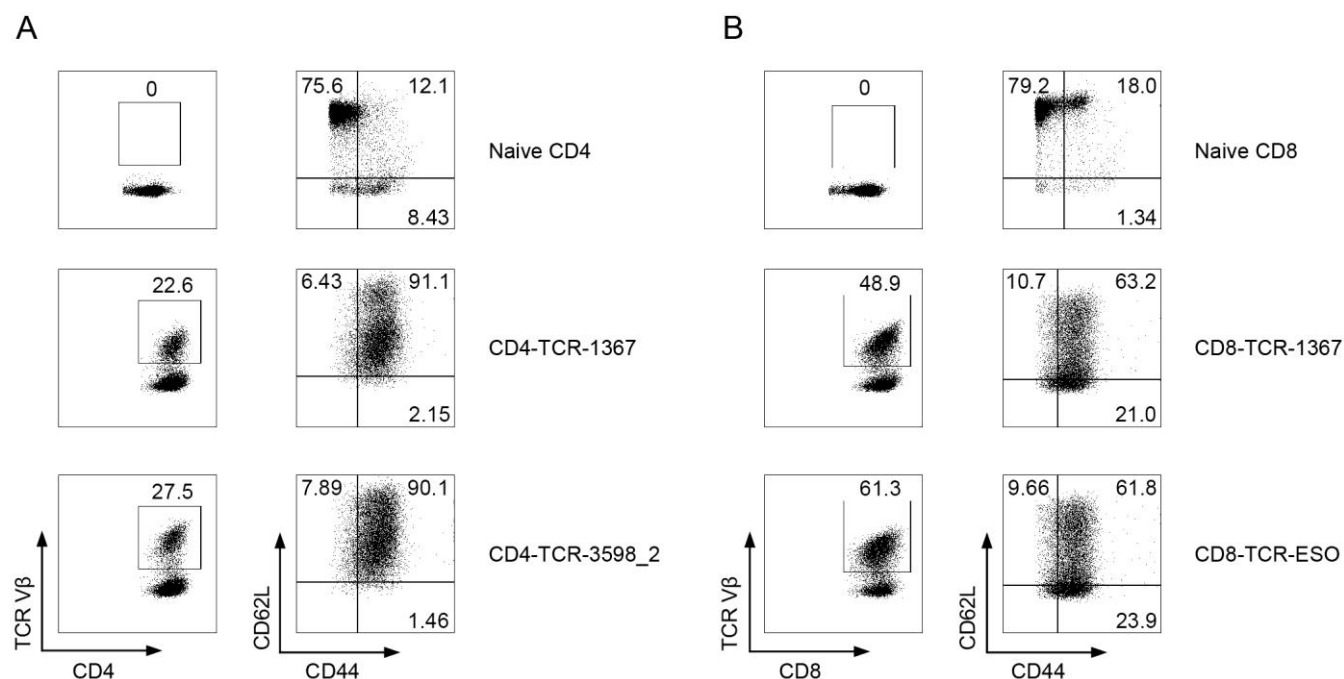 A
B
0
75.6 12.1
8.43
Naive CD4
0
79.2 18.0
1.34
Naive CD8
22.6
6.43 91.1
2.15
CD4-TCR-1367
48.9
10.7 63.2
21.0
CD8-TCR-1367
27.5
7.89 90.1
1.46
CD4-TCR-3598_2
TCR Vβ
CD4
CD62L
CD44
61.3
9.66 61.8
23.9
CD8-TCR-ESO
TCR Vβ
CD8
CD62L
CD44